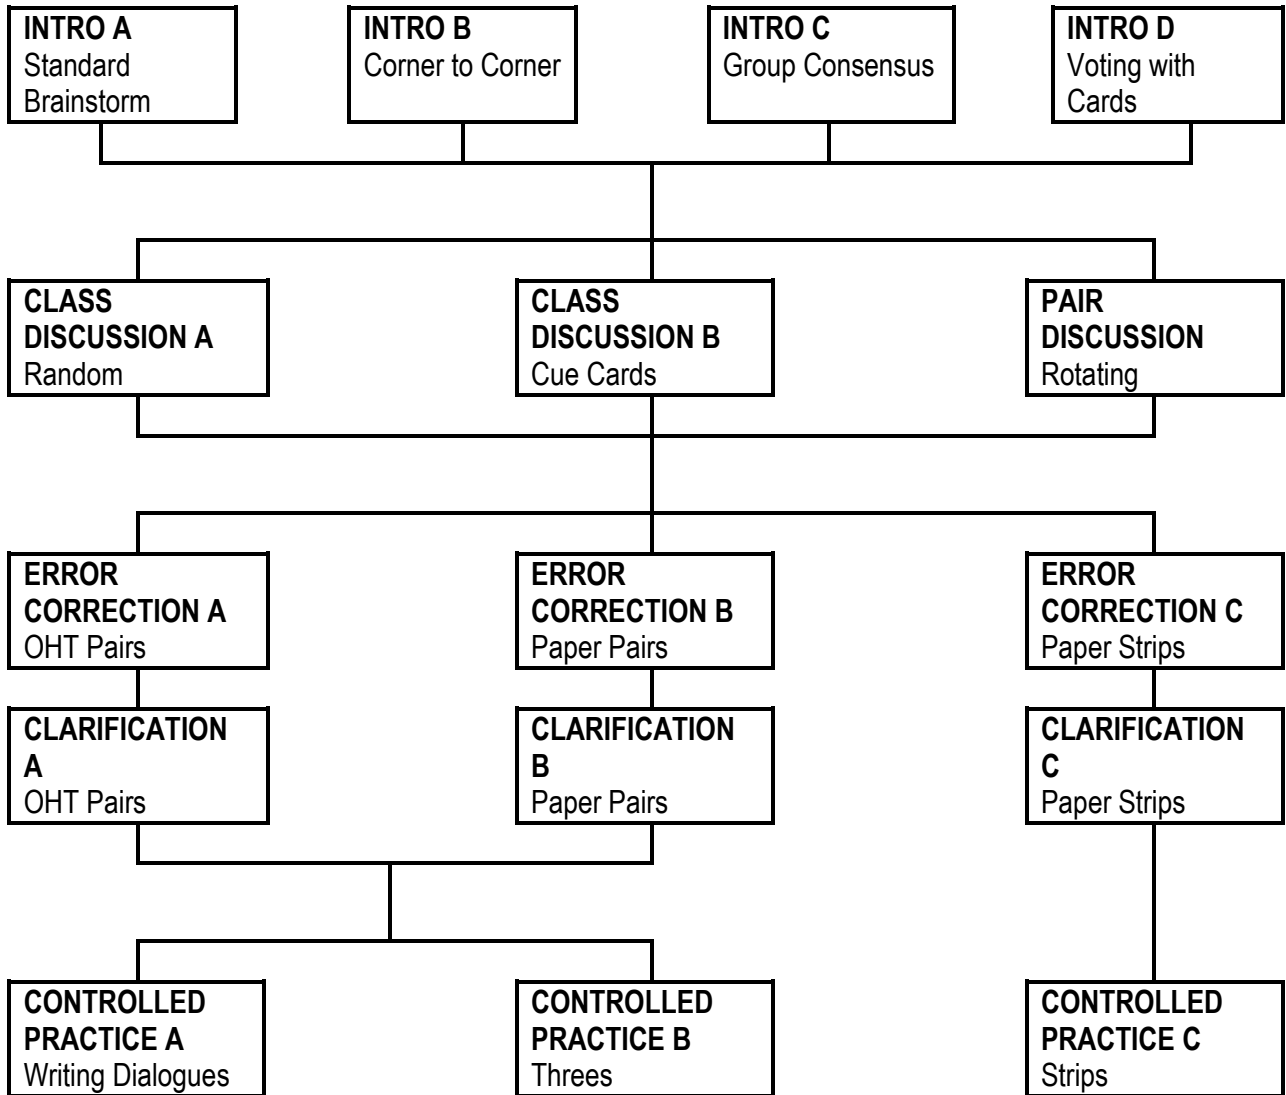 INTRO A
Standard
Brainstorm
INTRO B
Corner to Corner
INTRO C
Group Consensus
INTRO D
Voting with
Cards
CLASS
DISCUSSION A
Random
CLASS
DISCUSSION B
Cue Cards
PAIR
DISCUSSION
Rotating
ERROR
CORRECTION A
OHT Pairs
ERROR
CORRECTION B
Paper Pairs
ERROR
CORRECTION C
Paper Strips
CLARIFICATION
A
OHT Pairs
CLARIFICATION
B
Paper Pairs
CLARIFICATION
C
Paper Strips
CONTROLLED
PRACTICE A
Writing Dialogues
CONTROLLED
PRACTICE B
Threes
CONTROLLED
PRACTICE C
Strips